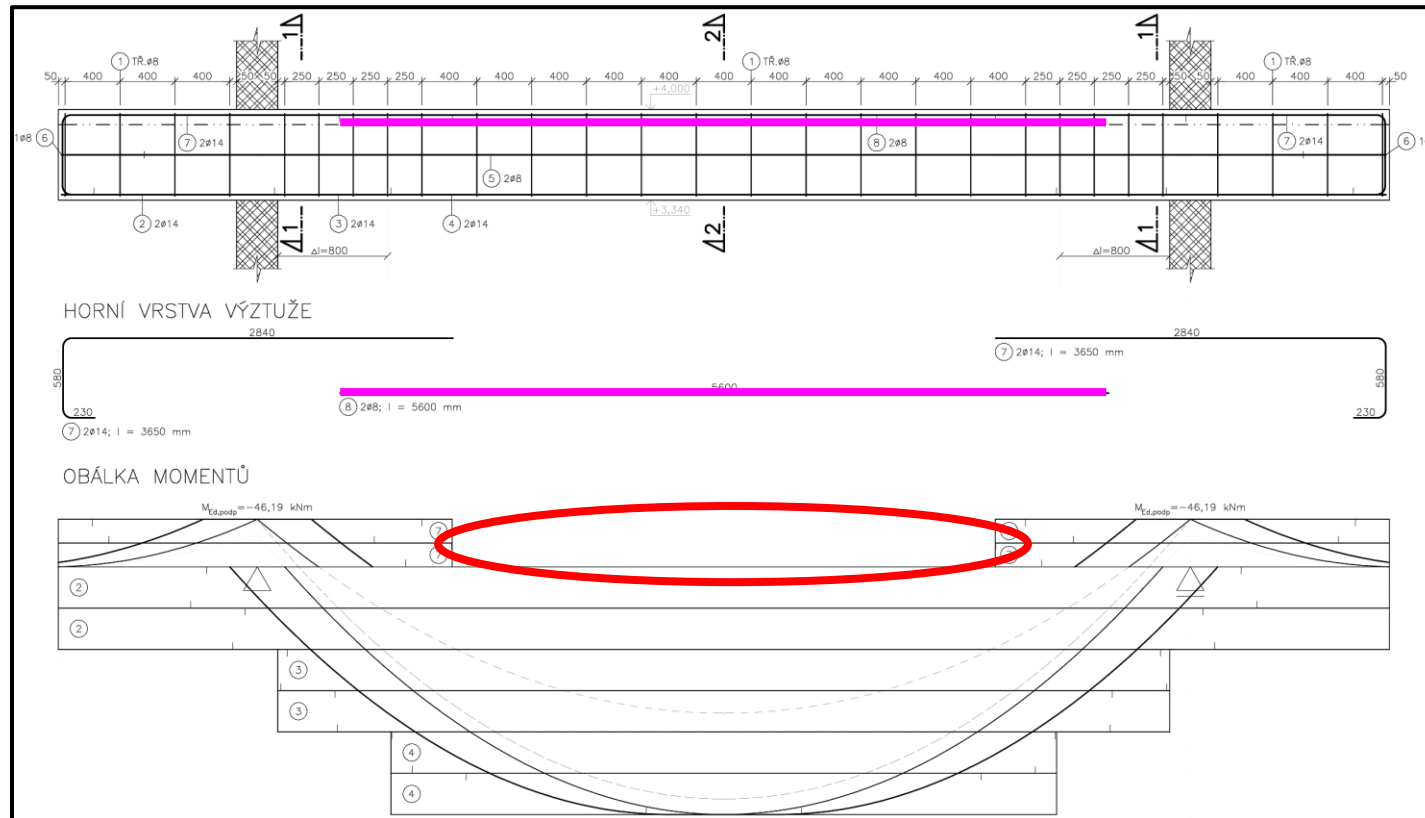 1 2 1
1 TŘ.ø8 1 TŘ.ø8 1 TŘ.ø8
50 400 400 400 250 50 250 250 250 250 400 400 400 400 400 400 400 400 400 400 400 250 250 250 250 50 50 400 400 400 50
+4,000
1ø8 6 7 2ø14 8 2ø8 7 2ø14 6
5 2ø8
2 2ø14 3 2ø14 4 2ø14 +3,340
1 2 1
Δl=800 Δl=800
HORNÍ VRSTVA VÝZTUŽE
2840 2840
7 2ø14; l = 3650 mm
580 5600 580
8 2ø8; l = 5600 mm
230 230
7 2ø14; l = 3650 mm
OBÁLKA MOMENTŮ
MEd,podp=-46,19 kNm MEd,podp=-46,19 kNm
7
7
2
2
3
3
4
4